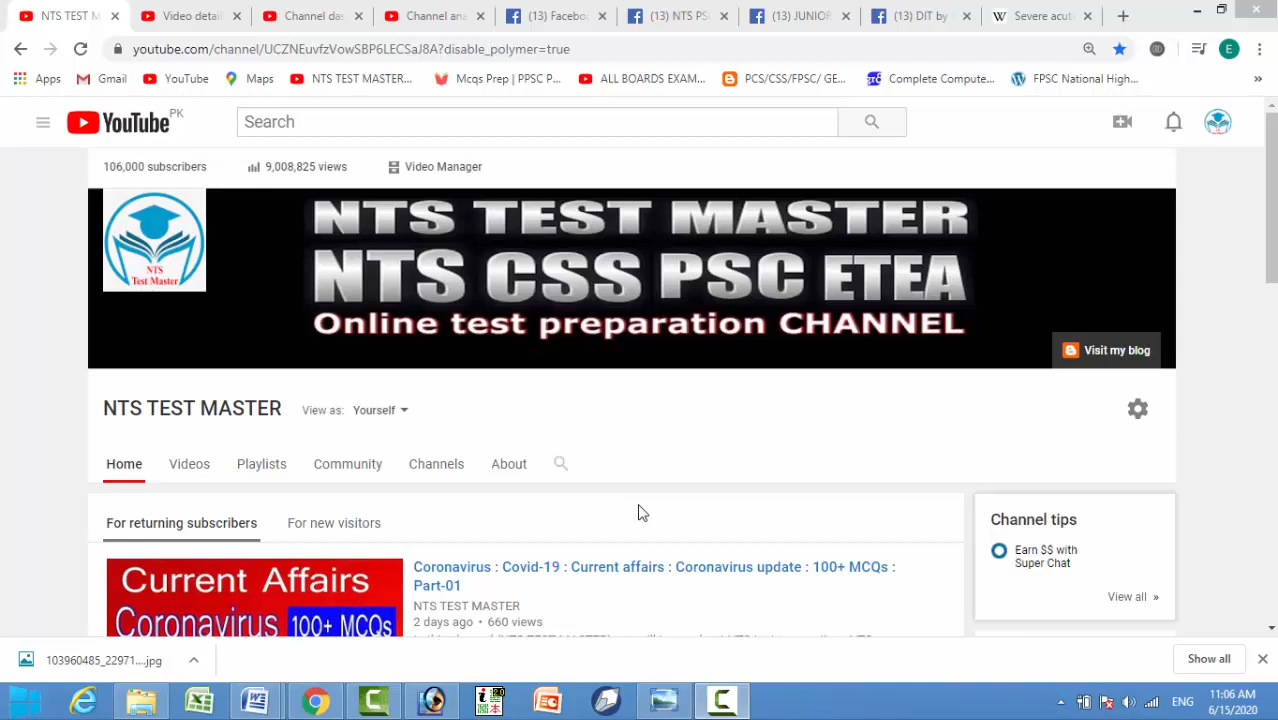 NTS TEST M
Video detai
Channel das
Channel ana
(13) Facebo
(13) NTS PS
(13) JUNIOR
(13) DIT by
Severe acut
youtube.com/channel/UCZNEuvfzVowSBP6LECSaJ8A?disable_polymer=true
E
Apps
Gmail
YouTube
Maps
NTS TEST MASTER...
Mcqs Prep | PPSC P...
ALL BOARDS EXAM...
PCS/CSS/FPSC/ GE...
Complete Compute...
FPSC National High...
»
YouTube PK
Search
106,000 subscribers
9,008,825 views
Video Manager
NTS
Test Master
NTS TEST MASTER
NTS CSS PSC ETEA
Online test preparation CHANNEL
Visit my blog
NTS TEST MASTER
View as: Yourself
Home
Videos
Playlists
Community
Channels
About
For returning subscribers
For new visitors
Channel tips
Earn $$ with
Super Chat
View all »
Current Affairs
Coronavirus 100+ MCQs
Coronavirus : Covid-19 : Current affairs : Coronavirus update : 100+ MCQs :
Part-01
NTS TEST MASTER
2 days ago • 660 views
103960485_22971....jpg
Show all
ENG
11:06 AM
6/15/2020